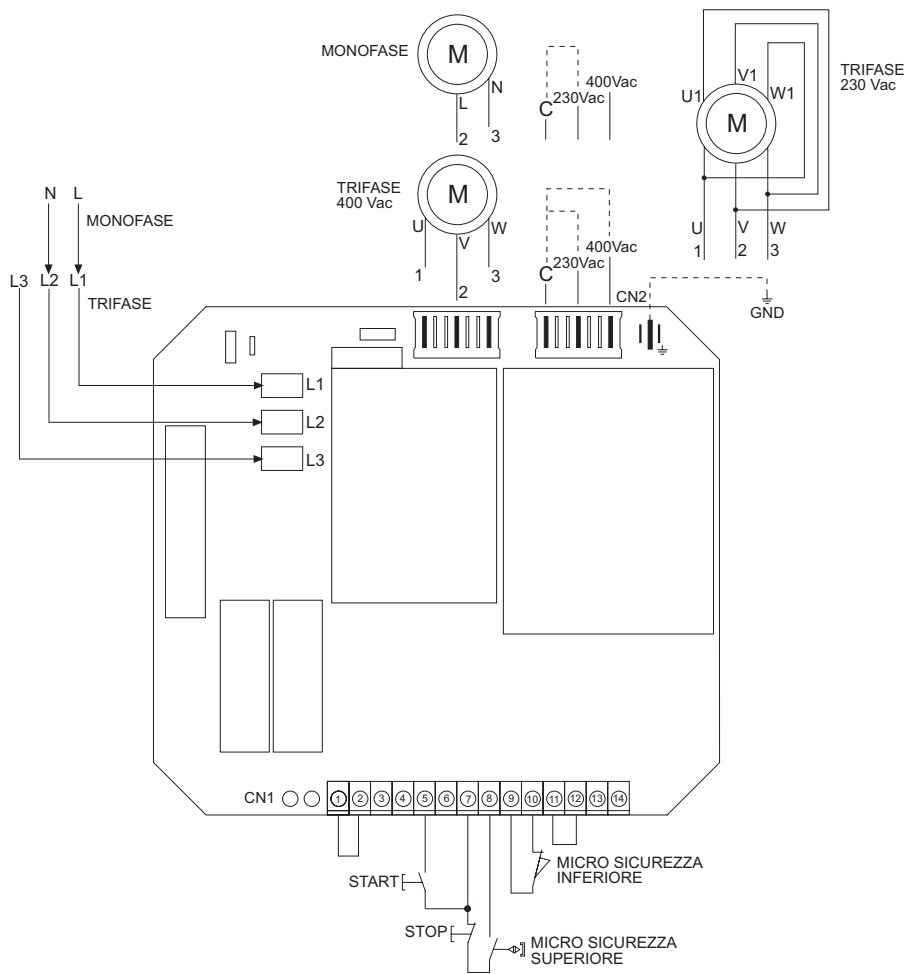 MONOFASE
M
L
N
2
3
C
230Vac
400Vac
U1
V1
W1
M
TRIFASE
230 Vac
U
V
W
1
2
3
TRIFASE
400 Vac
M
U
V
W
1
2
3
C
230Vac
400Vac
N
L
MONOFASE
L3
L2
L1
TRIFASE
CN2
GND
L1
L2
L3
CN1
1 2 3 4 5 6 7 8 9 10 11 12 13 14
START
STOP
MICRO SICUREZZA
INFERIORE
MICRO SICUREZZA
SUPERIORE